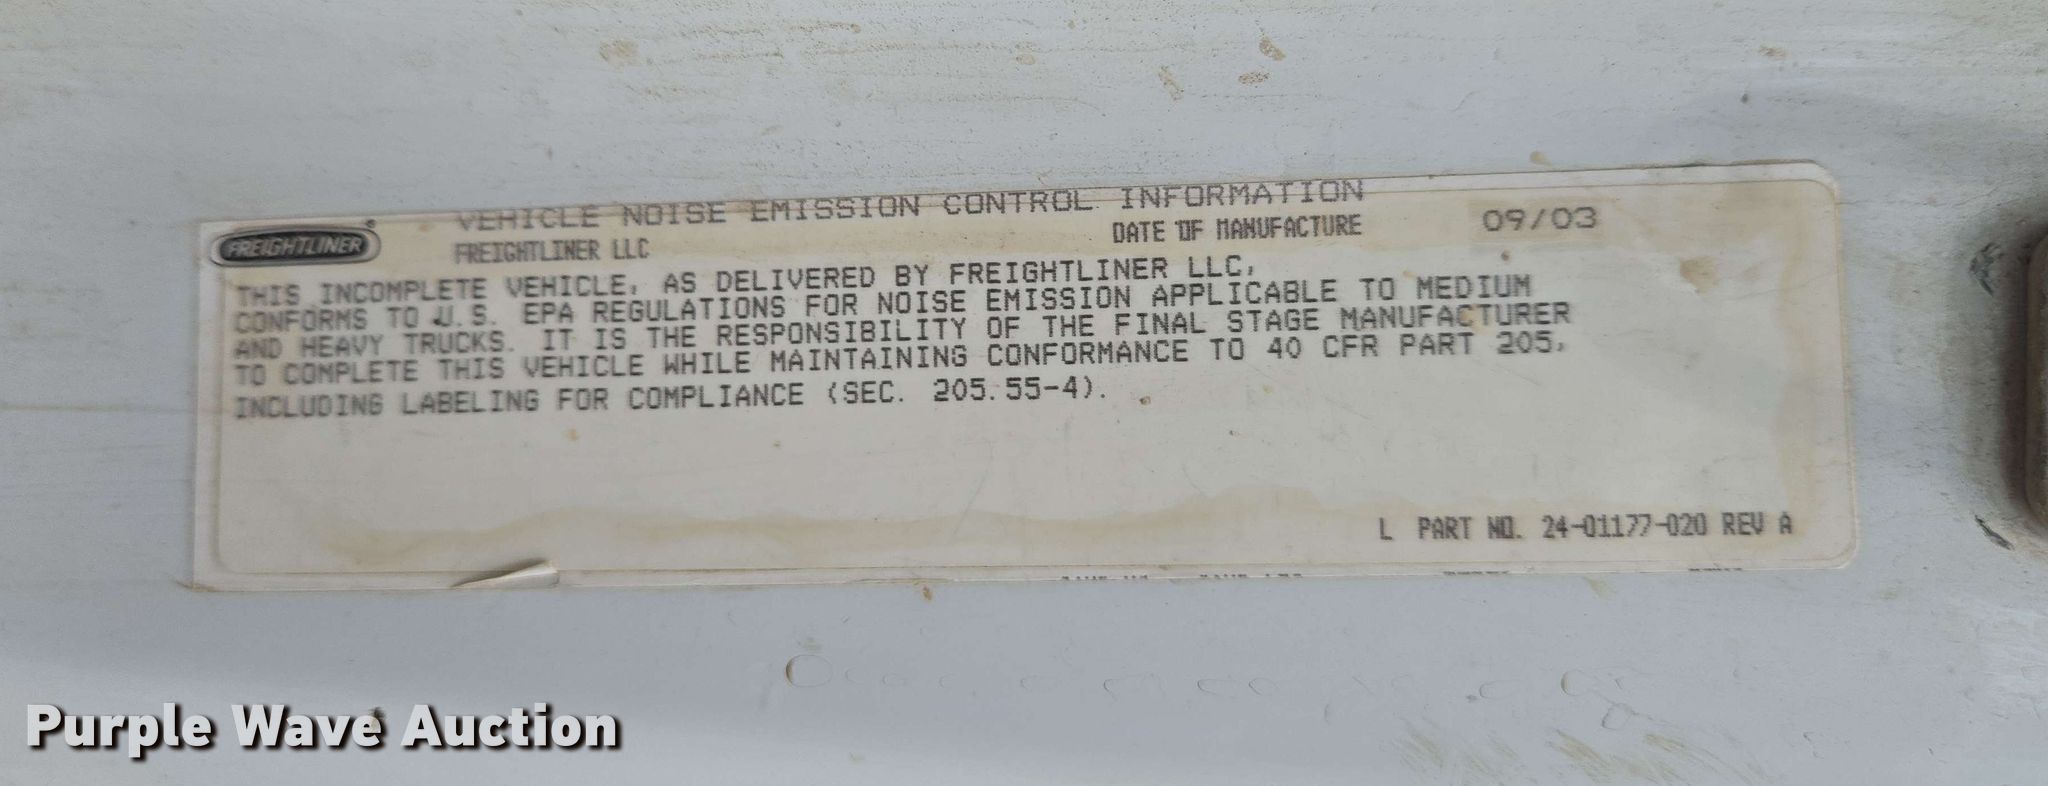 VEHICLE NOISE EMISSION CONTROL INFORMATION
FREIGHTLINER
FREIGHTLINER LLC DATE OF MANUFACTURE 09/03
THIS INCOMPLETE VEHICLE, AS DELIVERED BY FREIGHTLINER LLC,
CONFORMS TO U.S. EPA REGULATIONS FOR NOISE EMISSION APPLICABLE TO MEDIUM
AND HEAVY TRUCKS. IT IS THE RESPONSIBILITY OF THE FINAL STAGE MANUFACTURER
TO COMPLETE THIS VEHICLE WHILE MAINTAINING CONFORMANCE TO 40 CFR PART 205,
INCLUDING LABELING FOR COMPLIANCE (SEC. 205.55-4).
L PART NO. 24-01177-020 REV A
Purple Wave Auction